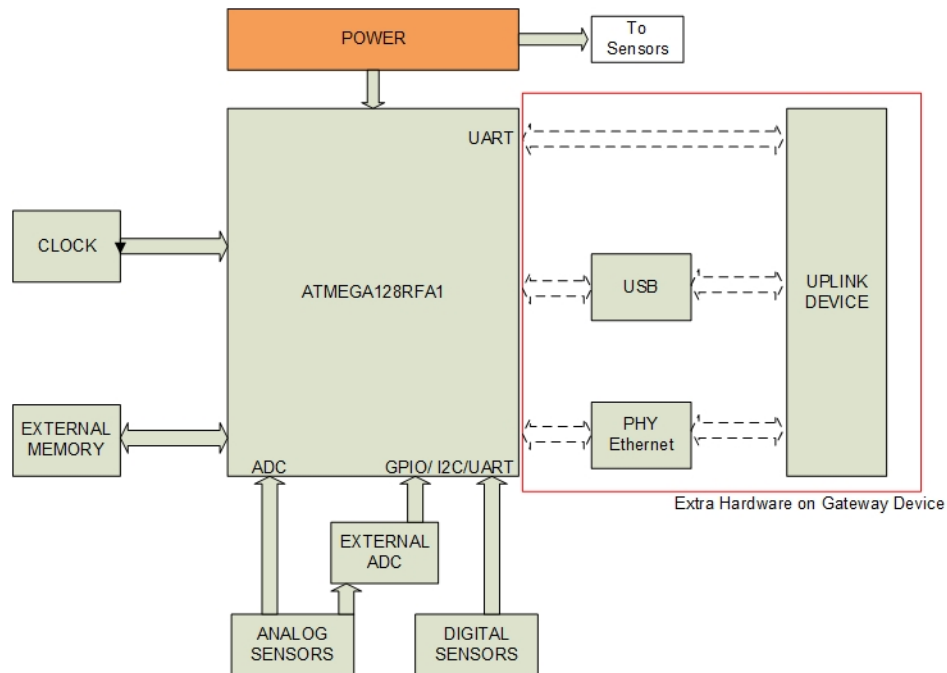 POWER
To
Sensors
UART
CLOCK
ATMEGA128RFA1
USB
UPLINK
DEVICE
EXTERNAL
MEMORY
PHY
Ethernet
ADC
GPIO/ I2C/UART
Extra Hardware on Gateway Device
EXTERNAL
ADC
ANALOG
SENSORS
DIGITAL
SENSORS